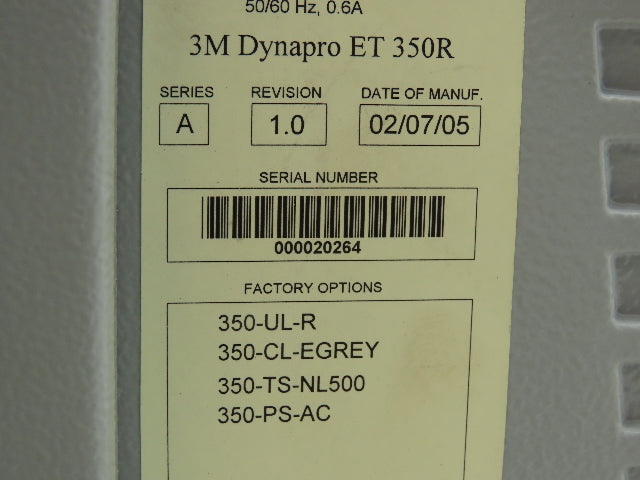 50/60 Hz, 0.6A
3M Dynapro ET 350R
SERIES REVISION DATE OF MANUF.
A 1.0 02/07/05
SERIAL NUMBER
000020264
FACTORY OPTIONS
350-UL-R
350-CL-EGREY
350-TS-NL500
350-PS-AC